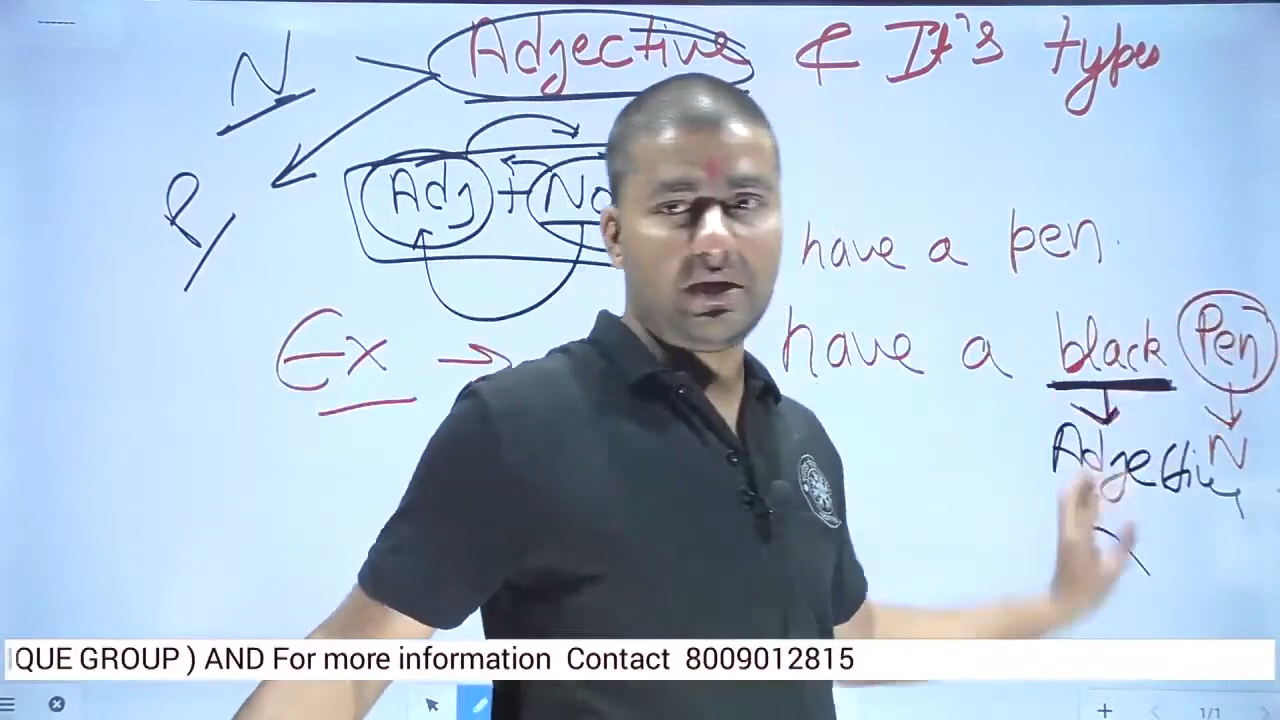 N Adjective & It's types
Adj + No
P,
have a pen.
Ex → have a black Pen
Adjective N
QUE GROUP ) AND For more information Contact 8009012815
1/1